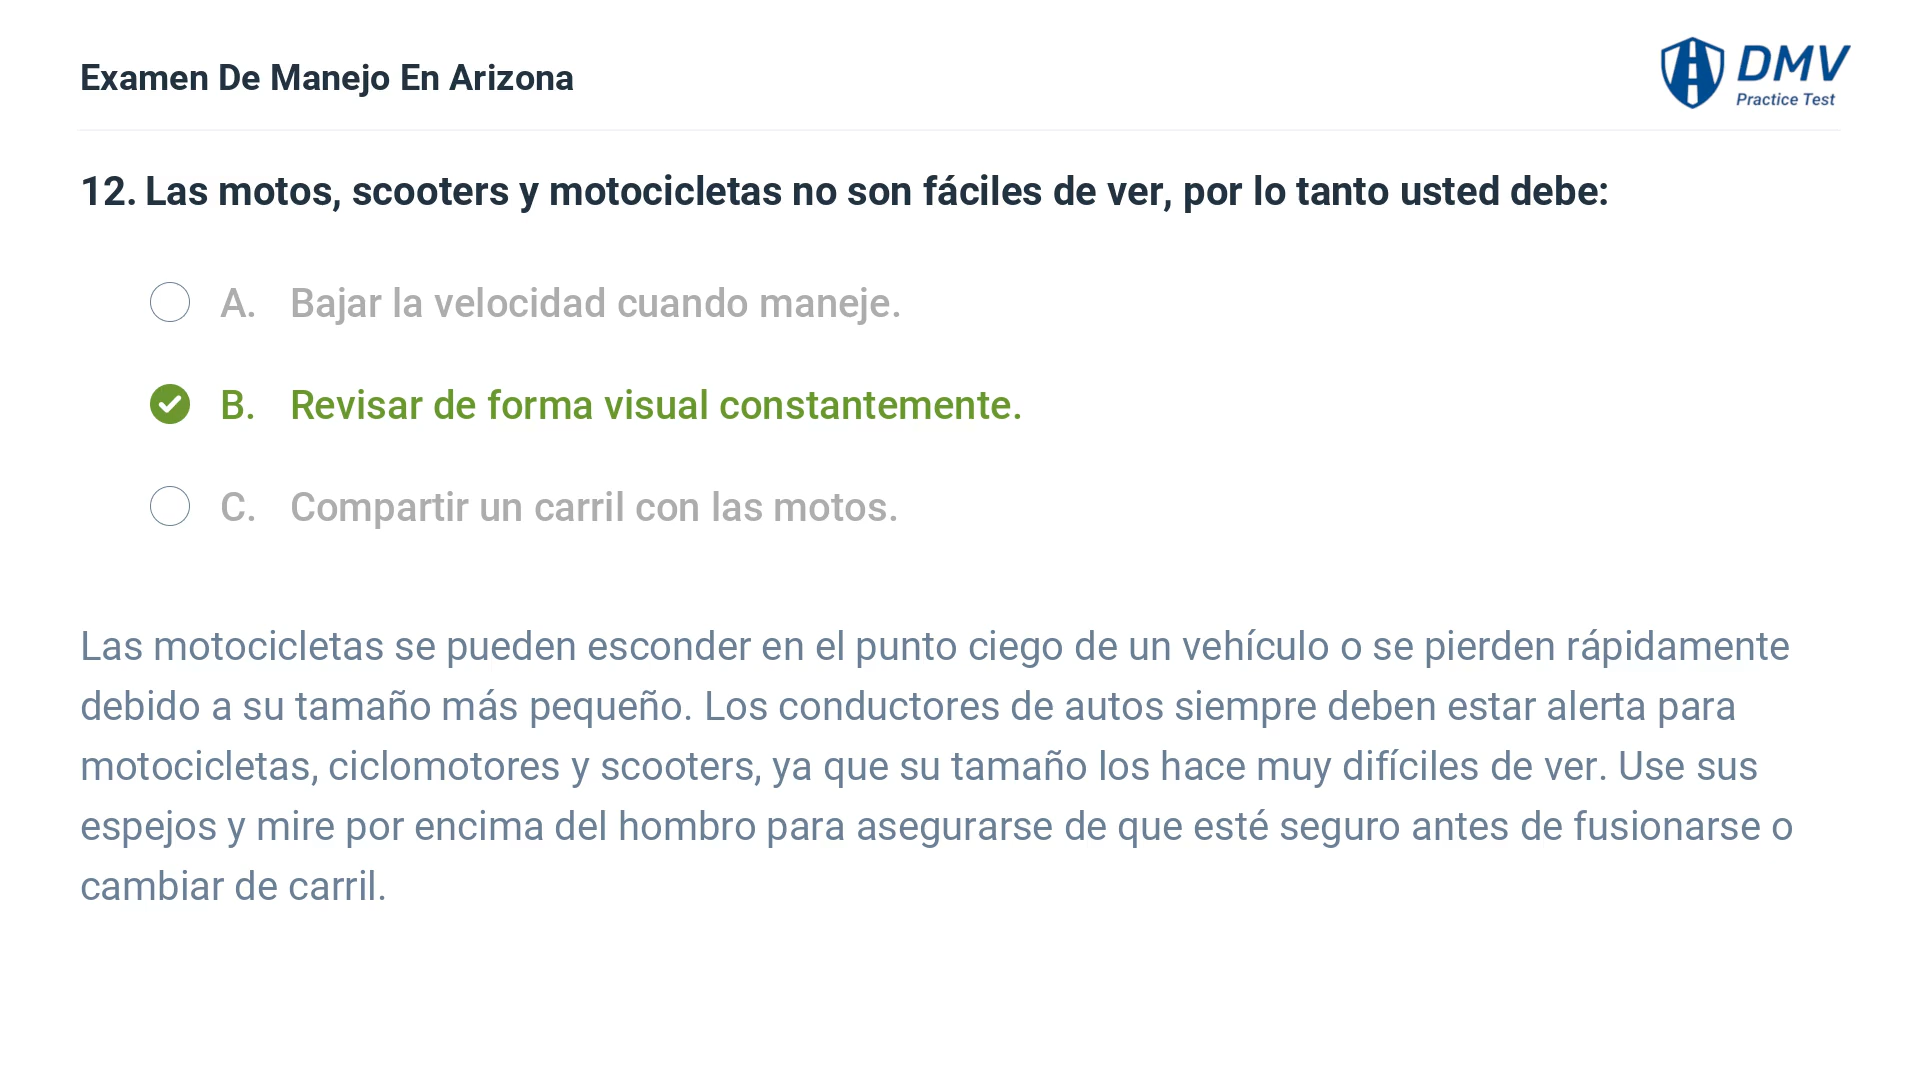 Examen De Manejo En Arizona
DMV
Practice Test
12. Las motos, scooters y motocicletas no son fáciles de ver, por lo tanto usted debe:
A. Bajar la velocidad cuando maneje.
B. Revisar de forma visual constantemente.
C. Compartir un carril con las motos.
Las motocicletas se pueden esconder en el punto ciego de un vehículo o se pierden rápidamente
debido a su tamaño más pequeño. Los conductores de autos siempre deben estar alerta para
motocicletas, ciclomotores y scooters, ya que su tamaño los hace muy difíciles de ver. Use sus
espejos y mire por encima del hombro para asegurarse de que esté seguro antes de fusionarse o
cambiar de carril.